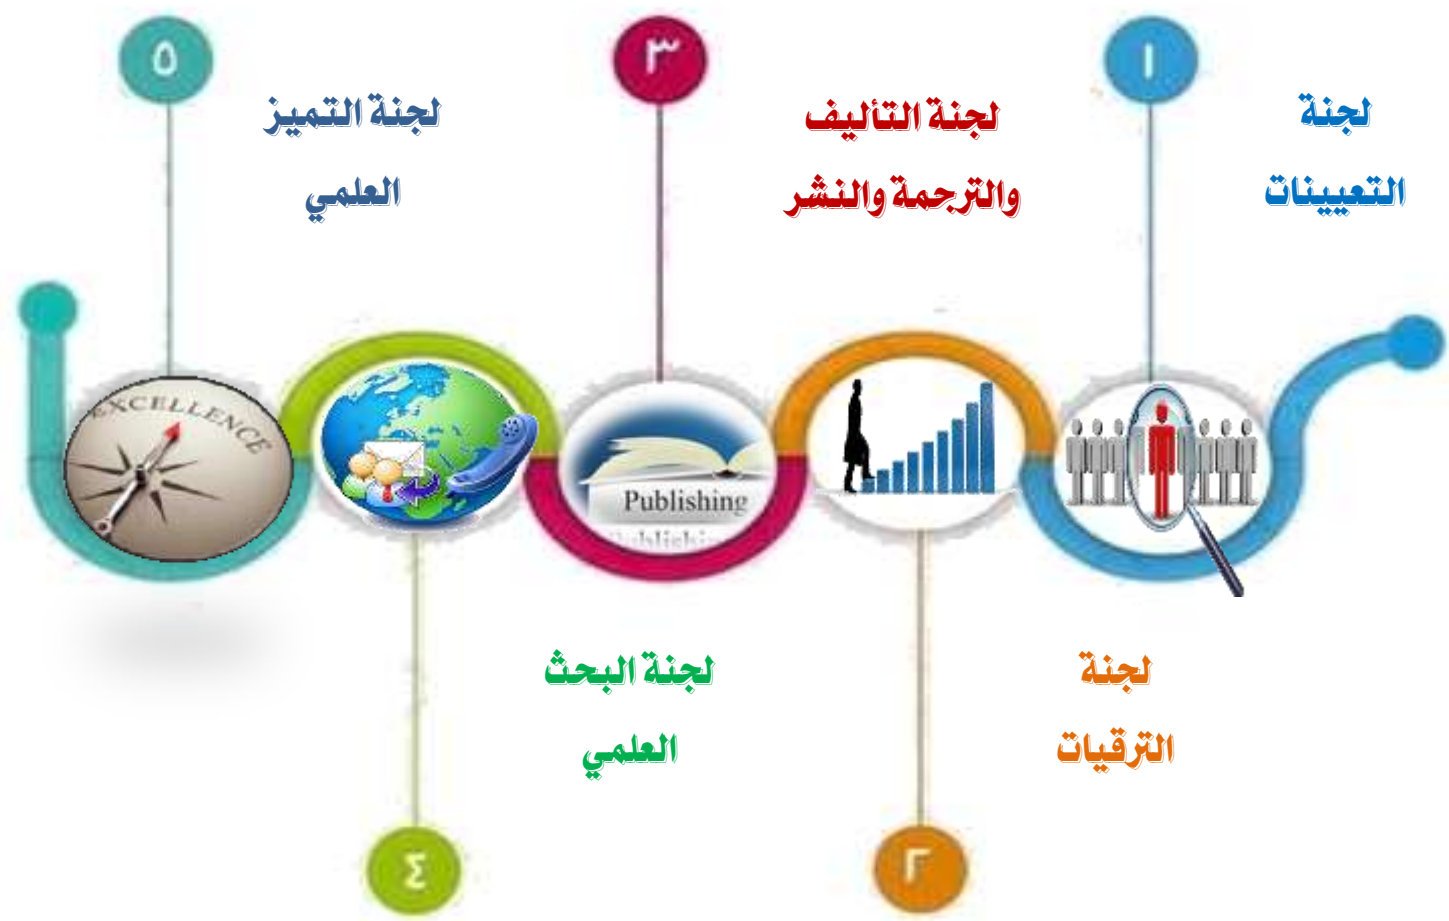 ١
لجنة
التعيينات
٢
لجنة
الترقيات
٣
لجنة التأليف
والترجمة والنشر
Publishing
٤
لجنة البحث
العلمي
٥
لجنة التميز
العلمي
EXCELLENCE